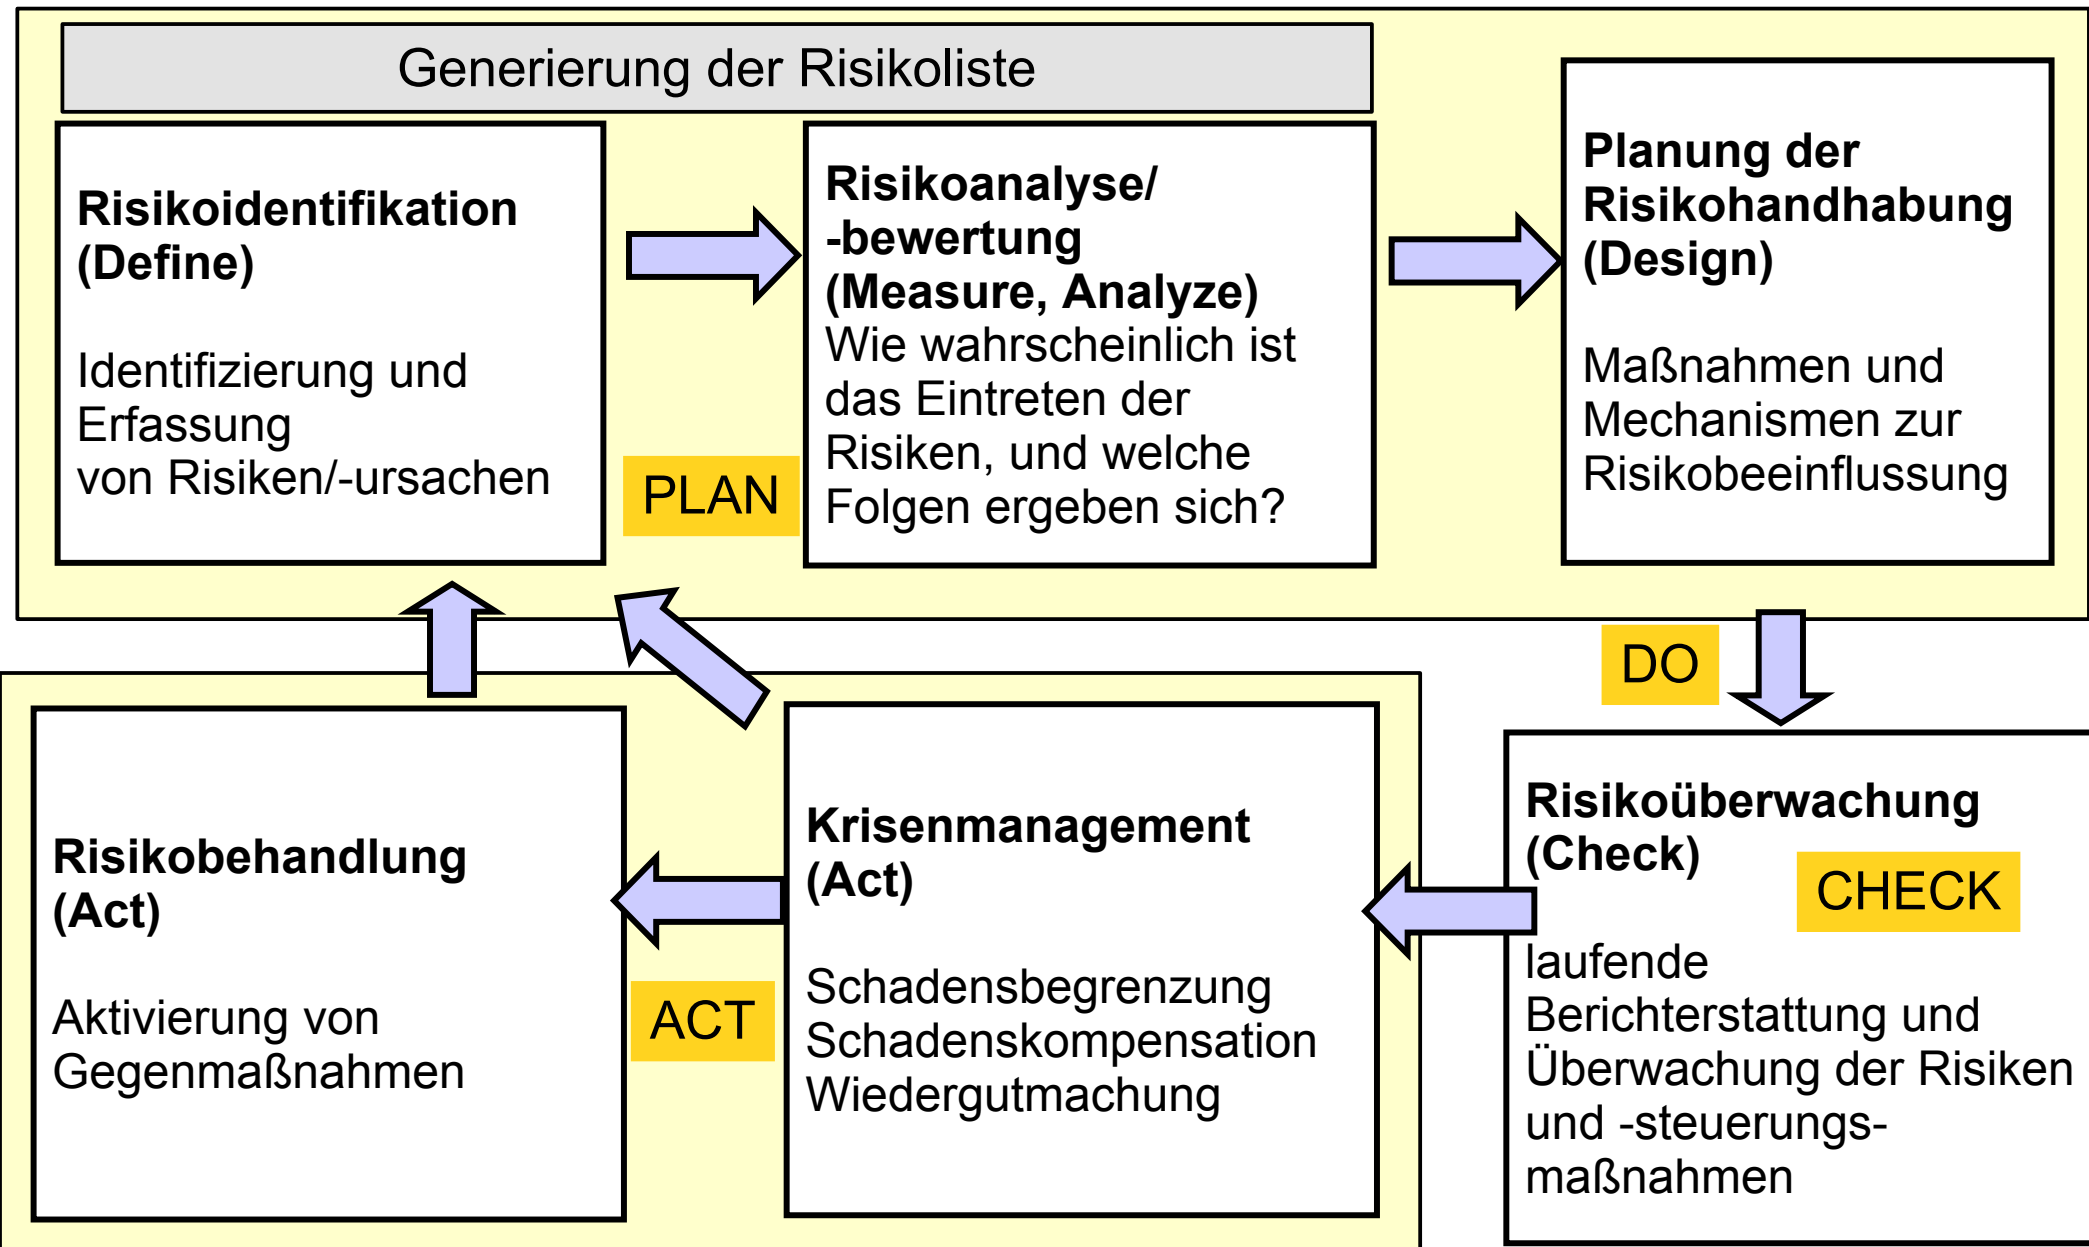 Generierung der Risikoliste
Risikoidentifikation
(Define)
Identifizierung und
Erfassung
von Risiken/-ursachen
PLAN
Risikoanalyse/
-bewertung
(Measure, Analyze)
Wie wahrscheinlich ist
das Eintreten der
Risiken, und welche
Folgen ergeben sich?
Planung der
Risikohandhabung
(Design)
Maßnahmen und
Mechanismen zur
Risikobeeinflussung
DO
Risikobehandlung
(Act)
Aktivierung von
Gegenmaßnahmen
ACT
Krisenmanagement
(Act)
Schadensbegrenzung
Schadenskompensation
Wiedergutmachung
Risikoüberwachung
(Check)
CHECK
laufende
Berichterstattung und
Überwachung der Risiken
und -steuerungs-
maßnahmen